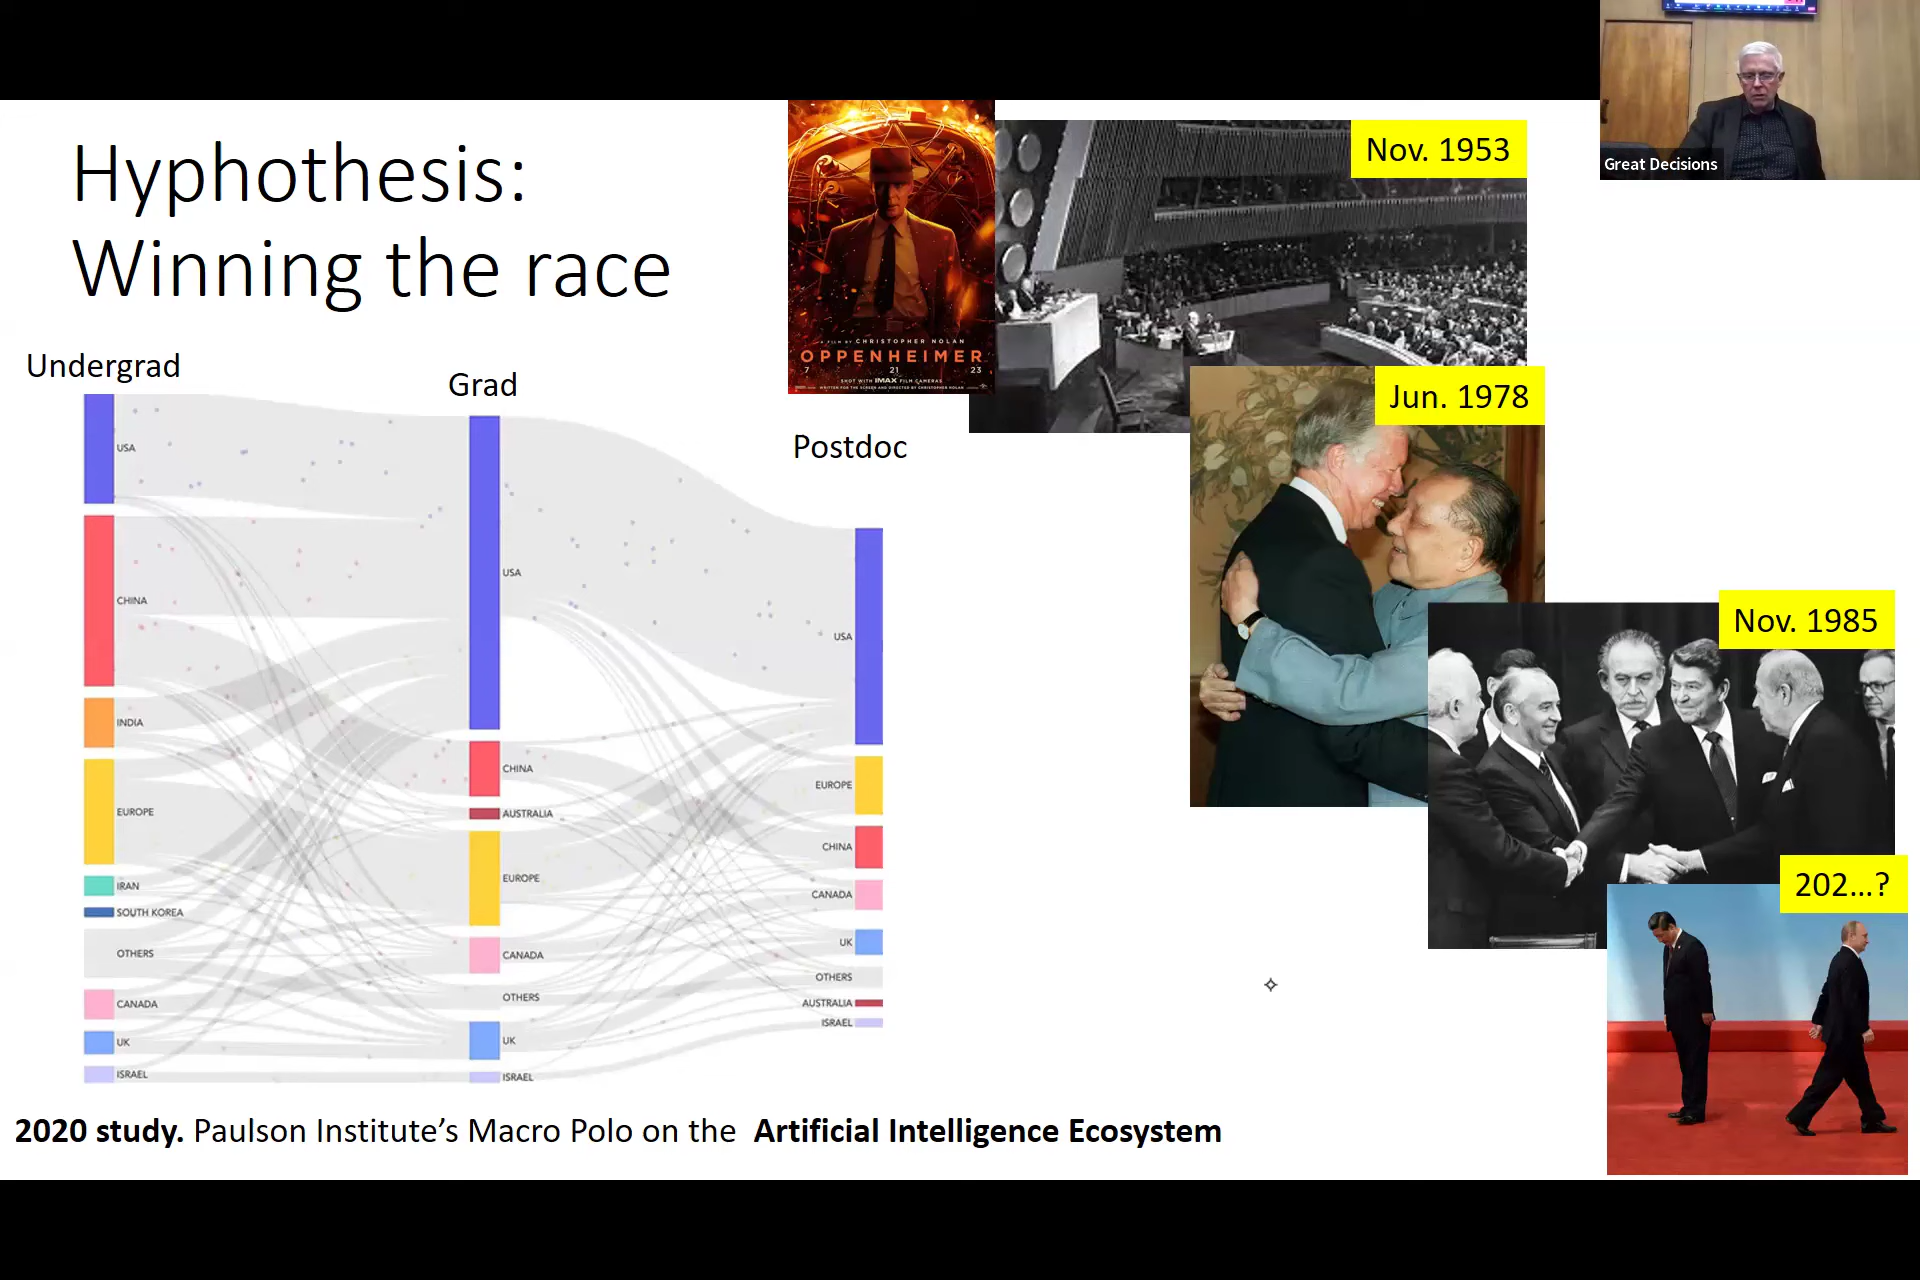 Hyphothesis:
Winning the race
Undergrad
Grad
Postdoc
USA
CHINA
INDIA
EUROPE
IRAN
SOUTH KOREA
OTHERS
CANADA
UK
ISRAEL
USA
CHINA
AUSTRALIA
EUROPE
CANADA
OTHERS
UK
ISRAEL
USA
EUROPE
CHINA
CANADA
UK
OTHERS
AUSTRALIA
ISRAEL
2020 study. Paulson Institute’s Macro Polo on the Artificial Intelligence Ecosystem
A FILM BY CHRISTOPHER NOLAN
OPPENHEIMER
7 21 23
SHOT WITH IMAX FILM CAMERAS
WRITTEN FOR THE SCREEN AND DIRECTED BY CHRISTOPHER NOLAN
Nov. 1953
Jun. 1978
Nov. 1985
202...?
Great Decisions